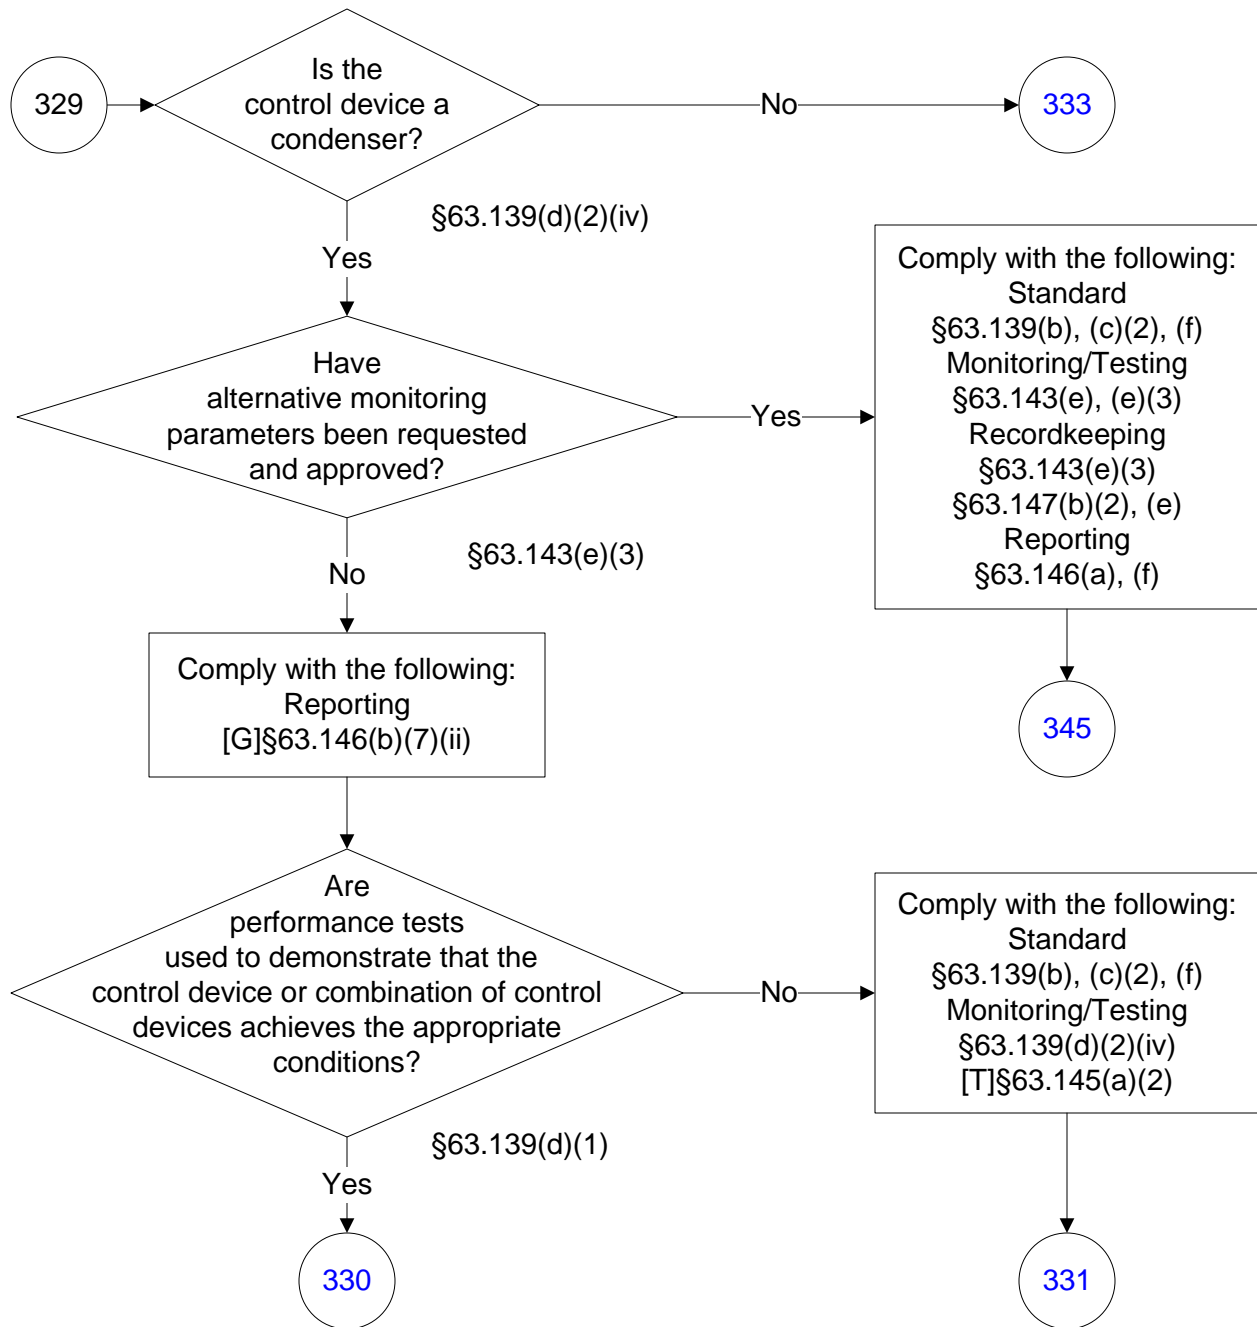 329
Is the
control device a
condenser?
No
333
§63.139(d)(2)(iv)
Yes
Have
alternative monitoring
parameters been requested
and approved?
Yes
Comply with the following:
Standard
§63.139(b), (c)(2), (f)
Monitoring/Testing
§63.143(e), (e)(3)
Recordkeeping
§63.143(e)(3)
§63.147(b)(2), (e)
Reporting
§63.146(a), (f)
§63.143(e)(3)
No
345
Comply with the following:
Reporting
[G]§63.146(b)(7)(ii)
Are
performance tests
used to demonstrate that the
control device or combination of control
devices achieves the appropriate
conditions?
No
Comply with the following:
Standard
§63.139(b), (c)(2), (f)
Monitoring/Testing
§63.139(d)(2)(iv)
[T]§63.145(a)(2)
§63.139(d)(1)
Yes
330
331